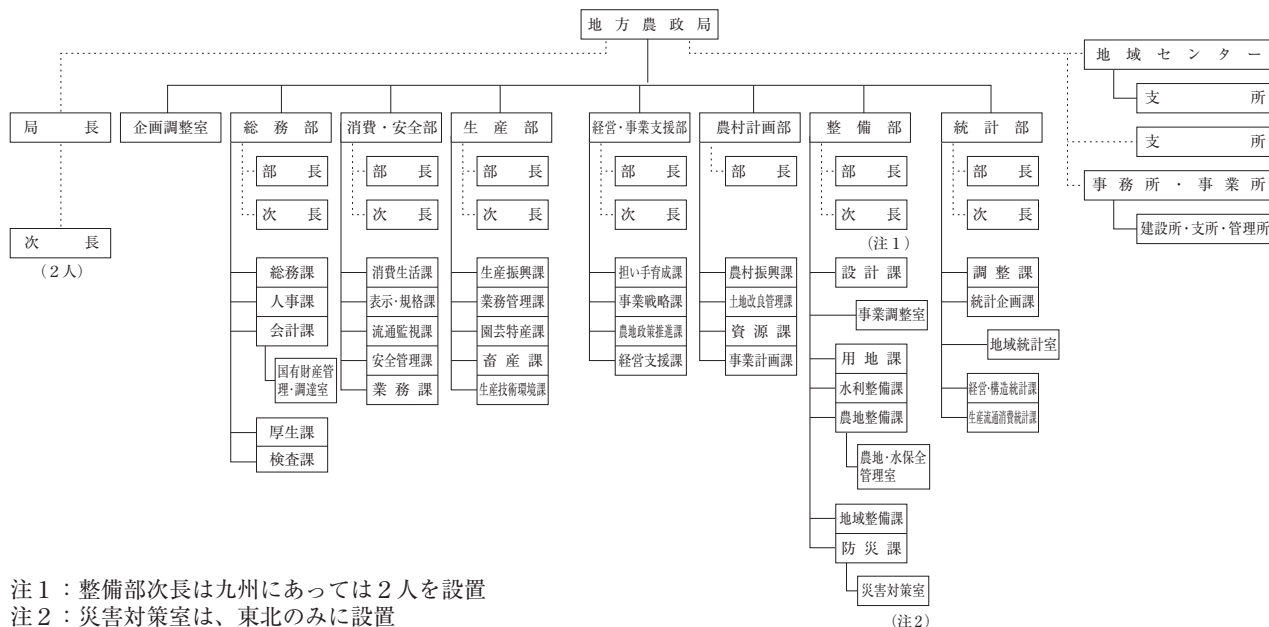 地方農政局
地域センター
支所
局長
企画調整室
総務部
消費・安全部
生産部
経営・事業支援部
農村計画部
整備部
統計部
支所
部長
部長
部長
部長
部長
部長
部長
事務所・事業所
次長
次長
次長
次長
次長
次長
建設所・支所・管理所
次長
（2人）
（注1）
総務課
人事課
会計課
国有財産管
理・調達室
厚生課
検査課
消費生活課
表示・規格課
流通監視課
安全管理課
業務課
生産振興課
業務管理課
園芸特産課
畜産課
生産技術環境課
担い手育成課
事業戦略課
農地政策推進課
経営支援課
農村振興課
土地改良管理課
資源課
事業計画課
設計課
事業調整室
用地課
水利整備課
農地整備課
農地・水保全
管理室
地域整備課
防災課
災害対策室
（注2）
調整課
統計企画課
地域統計室
経営・構造統計課
生産流通消費統計課
注1：整備部次長は九州にあっては2人を設置
注2：災害対策室は、東北のみに設置